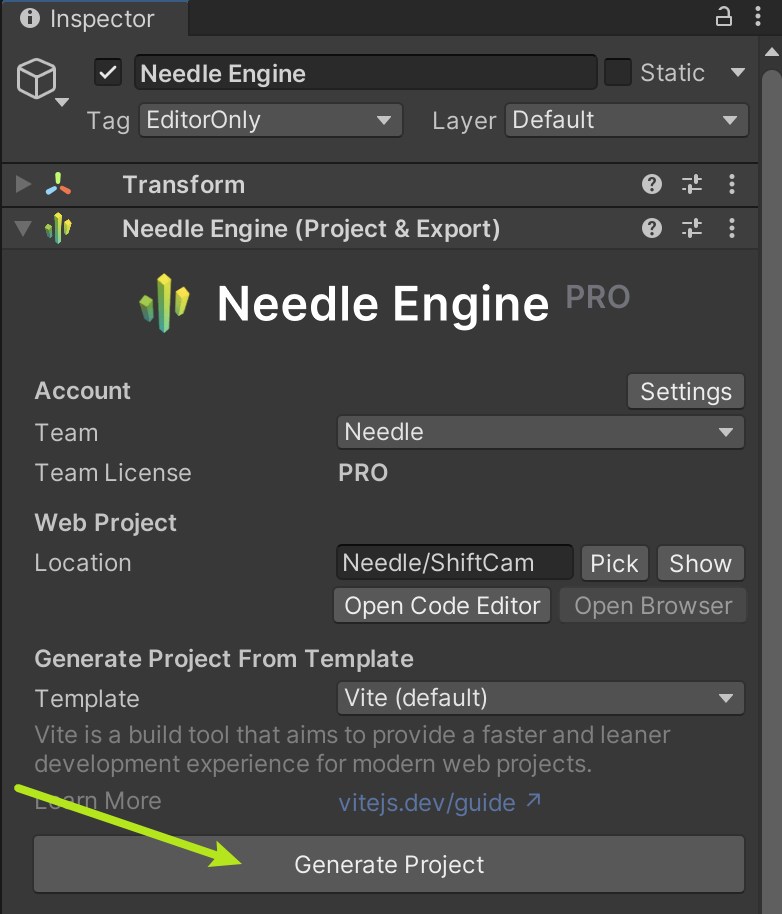 Inspector
Needle Engine
Static
Tag EditorOnly Layer Default
Transform
Needle Engine (Project & Export)
Needle Engine PRO
Account Settings
Team Needle
Team License PRO
Web Project
Location Needle/ShiftCam Pick Show
Open Code Editor Open Browser
Generate Project From Template
Template Vite (default)
Vite is a build tool that aims to provide a faster and leaner
development experience for modern web projects.
Learn More vitejs.dev/guide ↗
Generate Project